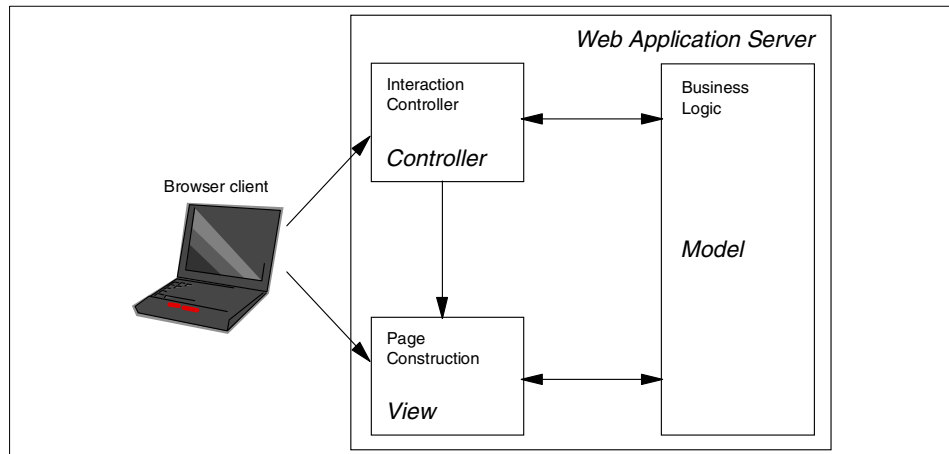 Web Application Server
Interaction
Controller
Controller
Business
Logic
Model
Browser client
Page
Construction
View